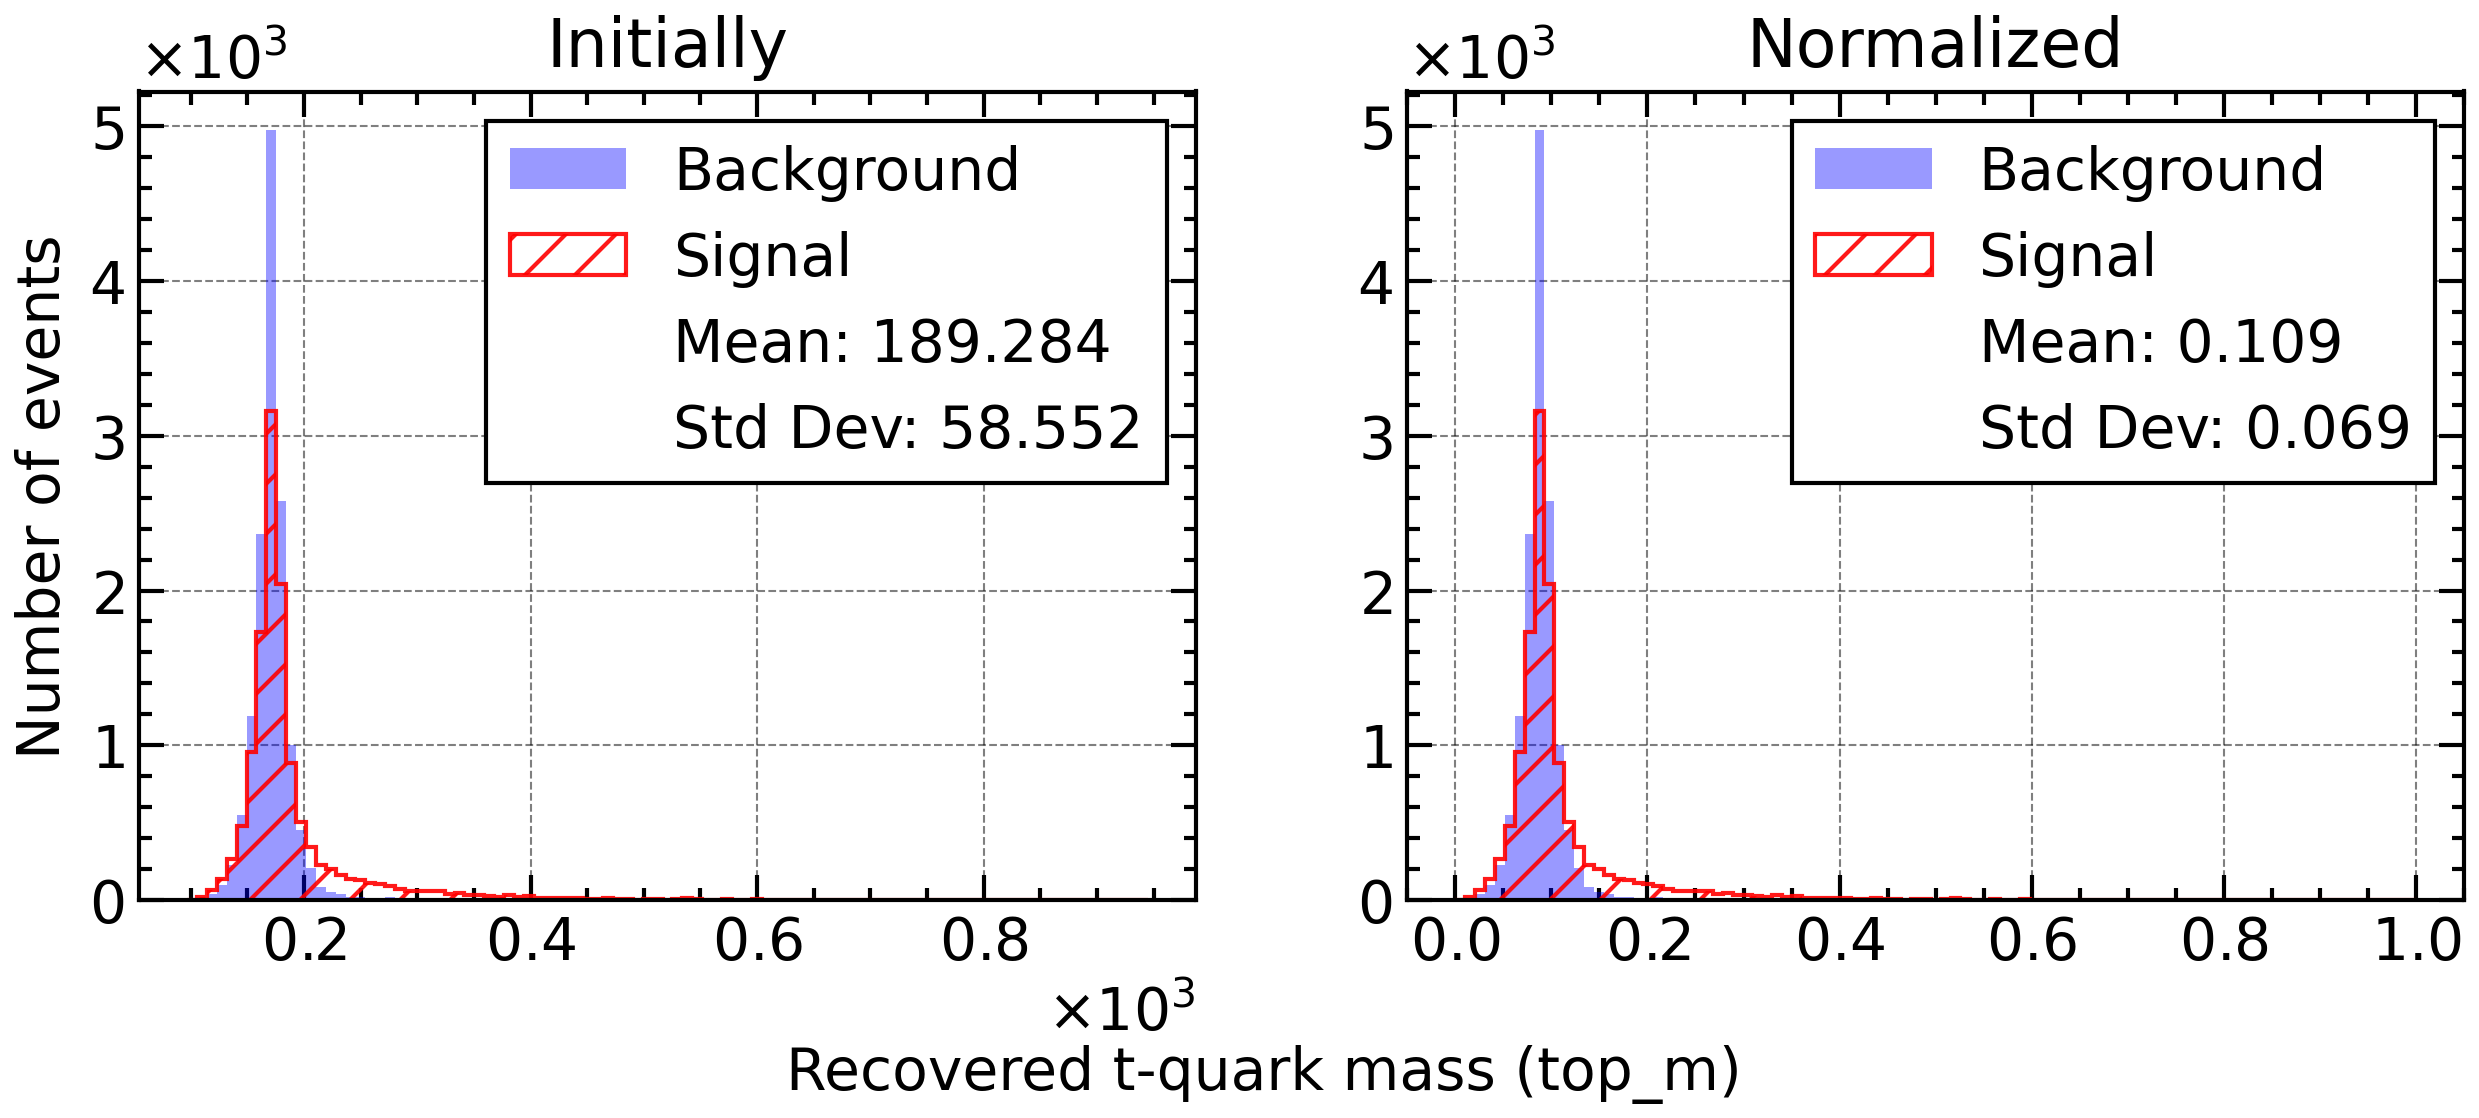 Initially
×10³
5
4
3
2
1
0
Number of events
Background
Signal
Mean: 189.284
Std Dev: 58.552
0.2 0.4 0.6 0.8
×10³
Normalized
×10³
5
4
3
2
1
0
Background
Signal
Mean: 0.109
Std Dev: 0.069
0.0 0.2 0.4 0.6 0.8 1.0
Recovered t-quark mass (top_m)